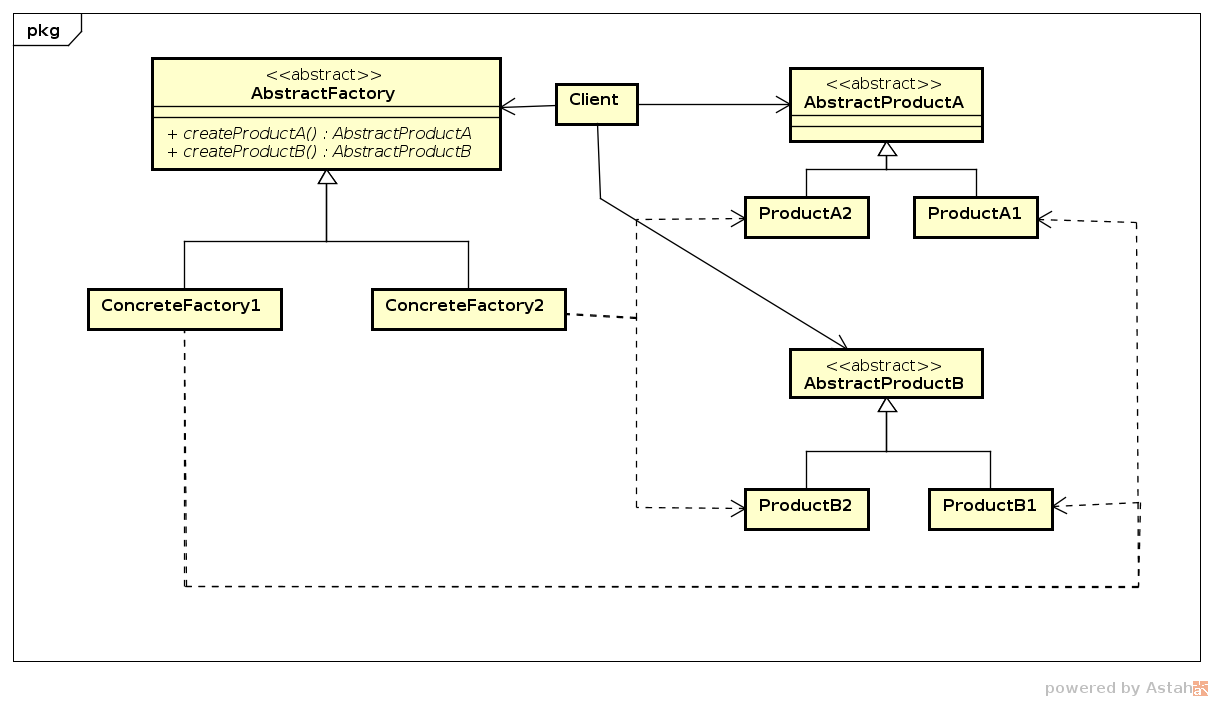 pkg
<<abstract>>
AbstractFactory
+ createProductA() : AbstractProductA
+ createProductB() : AbstractProductB
Client
<<abstract>>
AbstractProductA
ProductA2
ProductA1
ConcreteFactory1
ConcreteFactory2
<<abstract>>
AbstractProductB
ProductB2
ProductB1
powered by Astah